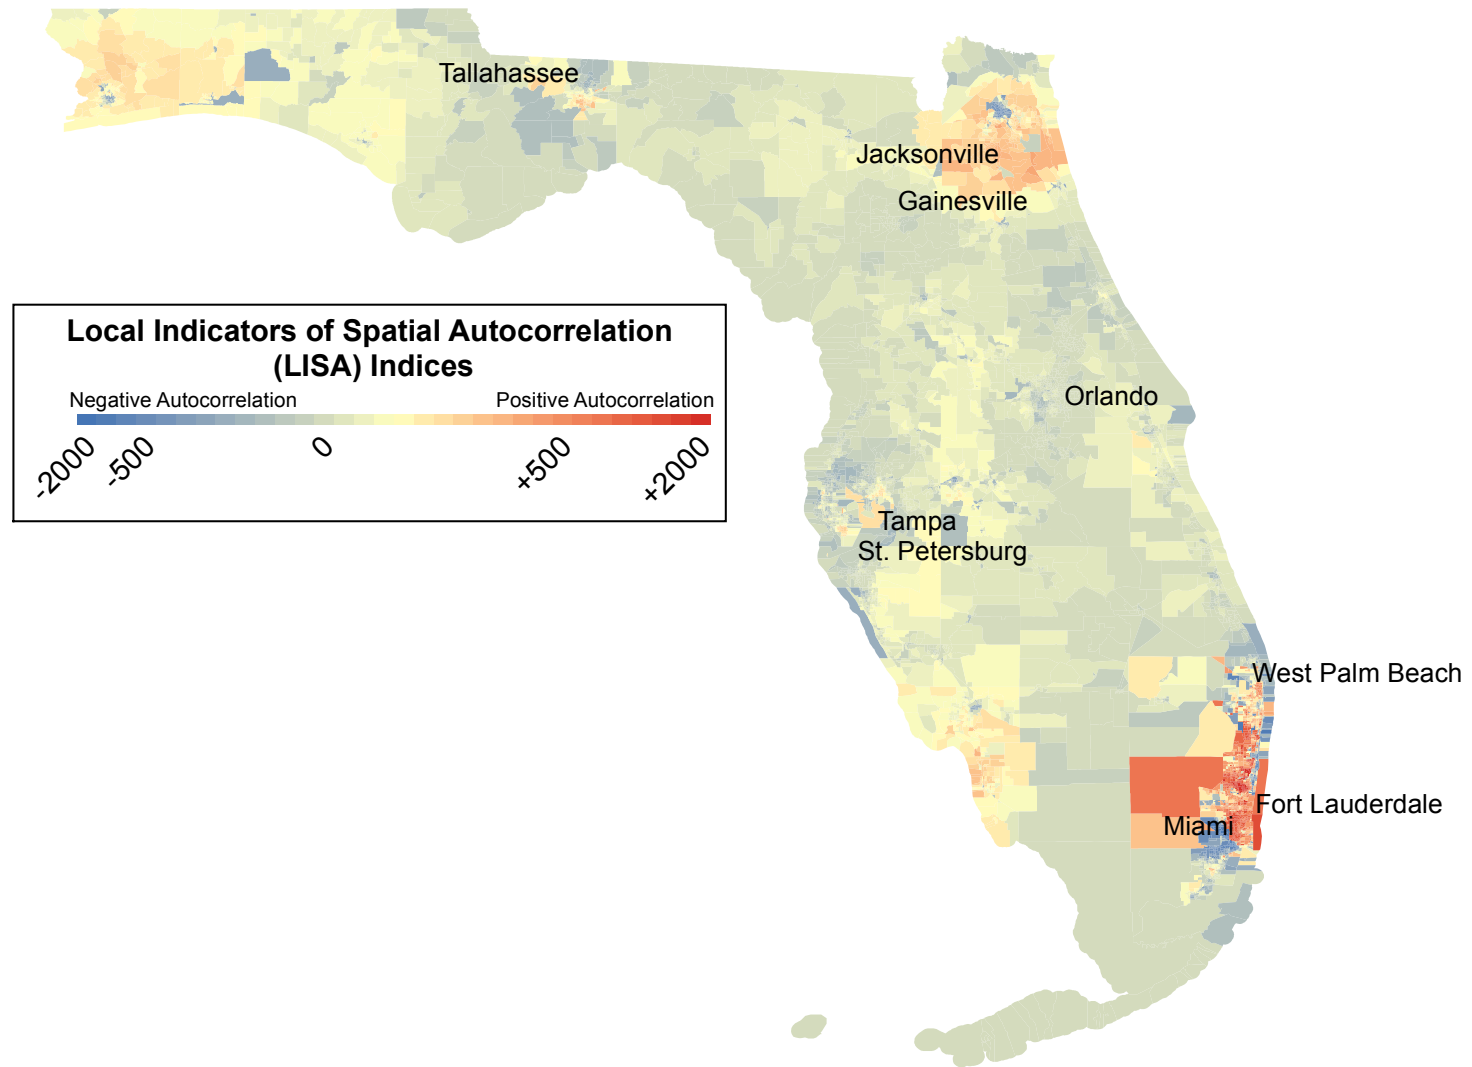 Tallahassee
Jacksonville
Gainesville
Local Indicators of Spatial Autocorrelation
(LISA) Indices
Negative Autocorrelation
Positive Autocorrelation
-2000
-500
0
+500
+2000
Orlando
Tampa
St. Petersburg
West Palm Beach
Fort Lauderdale
Miami